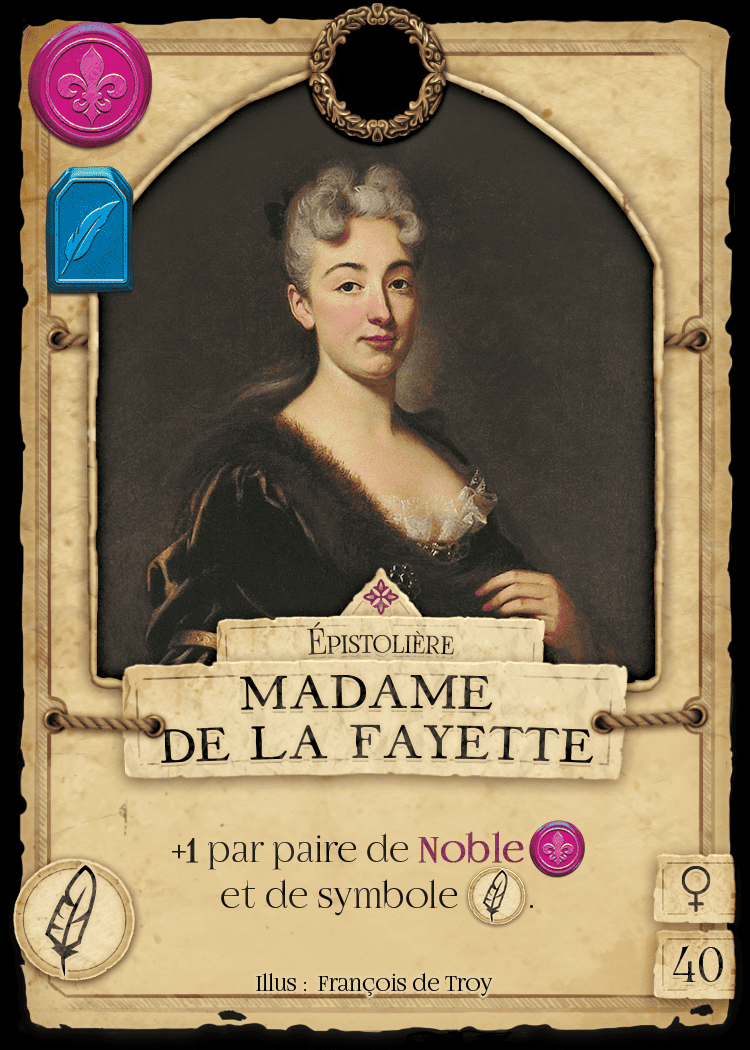 Épistolière
MADAME
DE LA FAYETTE
+1 par paire de Noble
et de symbole .
♀
40
Illus : François de Troy